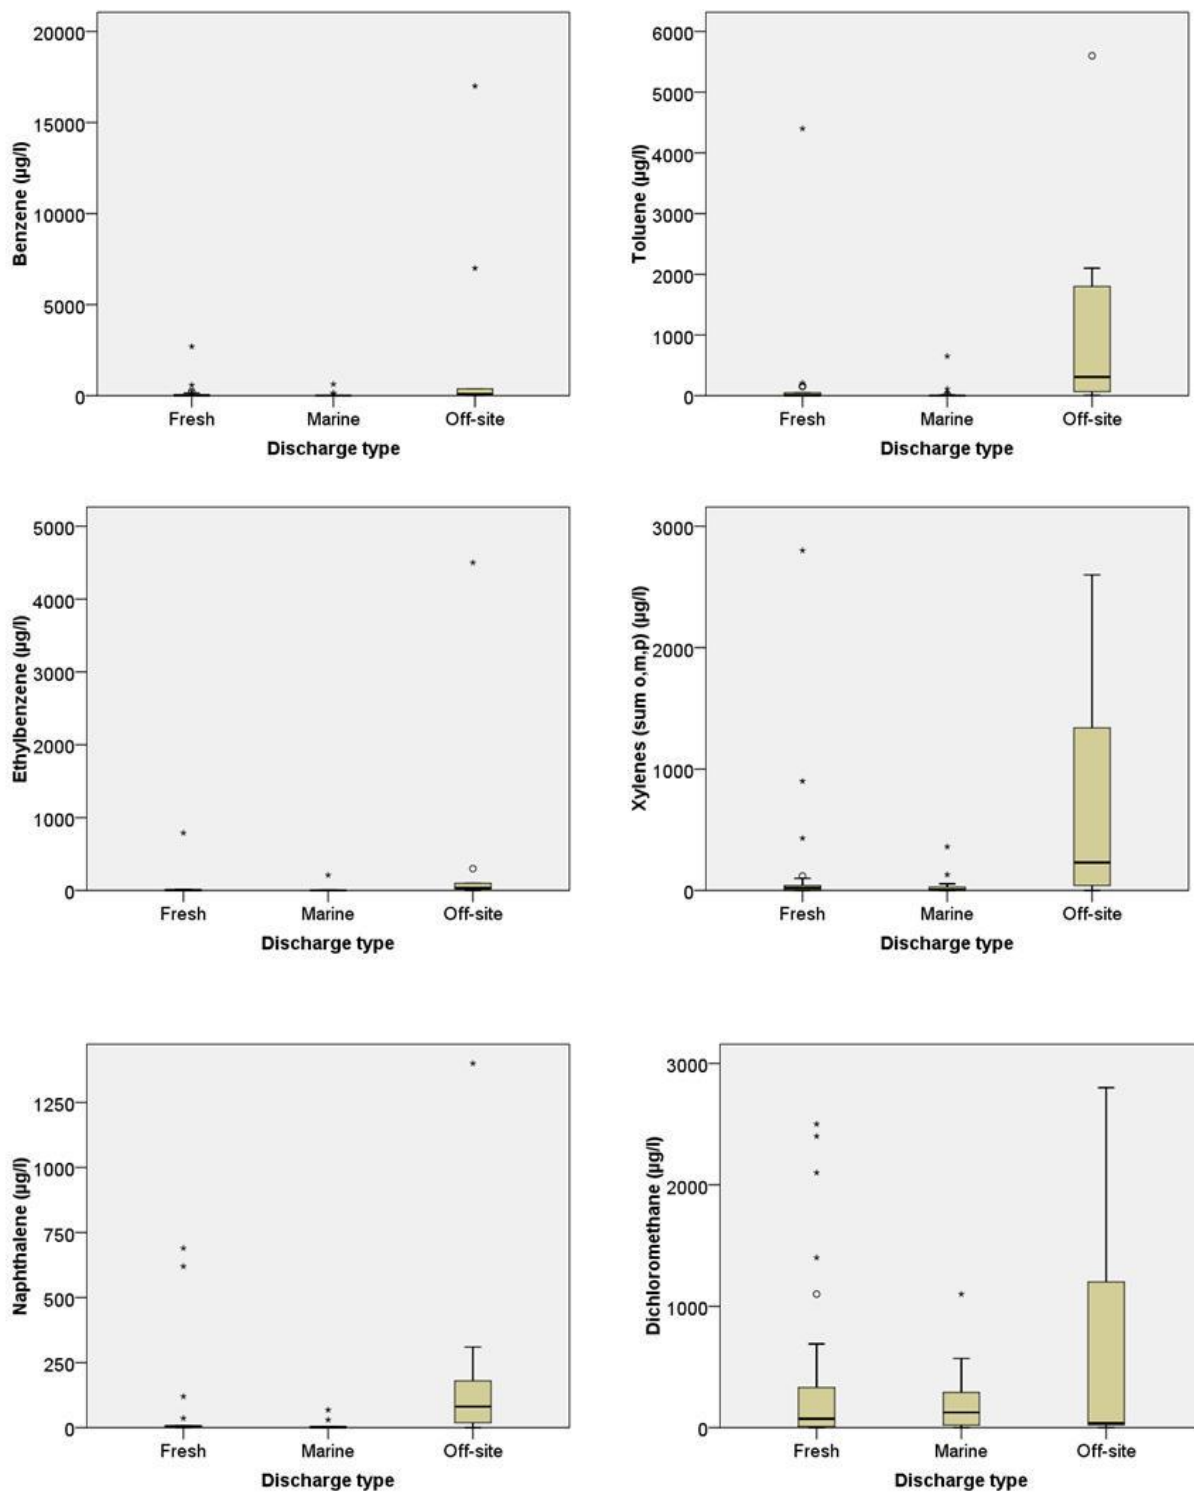 Benzene (µg/l)
20000
15000
10000
5000
0
Fresh Marine Off-site
Discharge type
Toluene (µg/l)
6000
5000
4000
3000
2000
1000
0
Fresh Marine Off-site
Discharge type
Ethylbenzene (µg/l)
5000
4000
3000
2000
1000
0
Fresh Marine Off-site
Discharge type
Xylenes (sum o,m,p) (µg/l)
3000
2000
1000
0
Fresh Marine Off-site
Discharge type
Naphthalene (µg/l)
1250
1000
750
500
250
0
Fresh Marine Off-site
Discharge type
Dichloromethane (µg/l)
3000
2000
1000
0
Fresh Marine Off-site
Discharge type